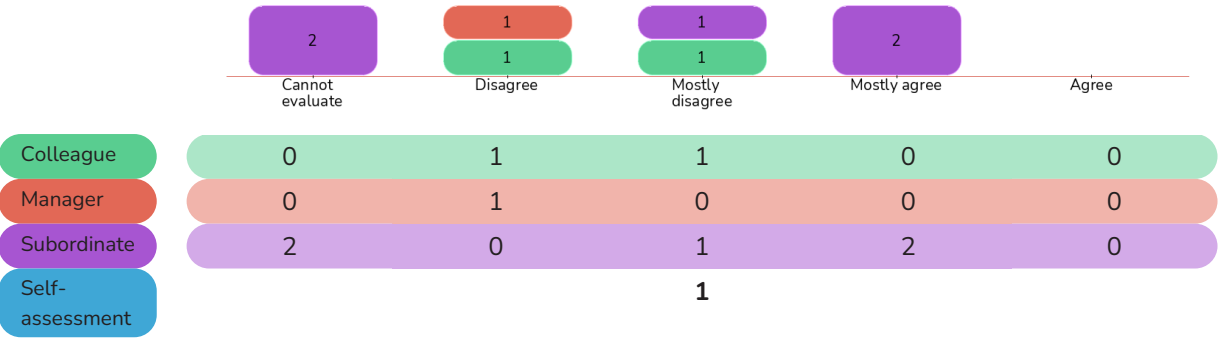 2
1
1
1
1
2
Cannot
evaluate
Disagree
Mostly
disagree
Mostly agree
Agree
Colleague 0 1 1 0 0
Manager 0 1 0 0 0
Subordinate 2 0 1 2 0
Self-
assessment
1